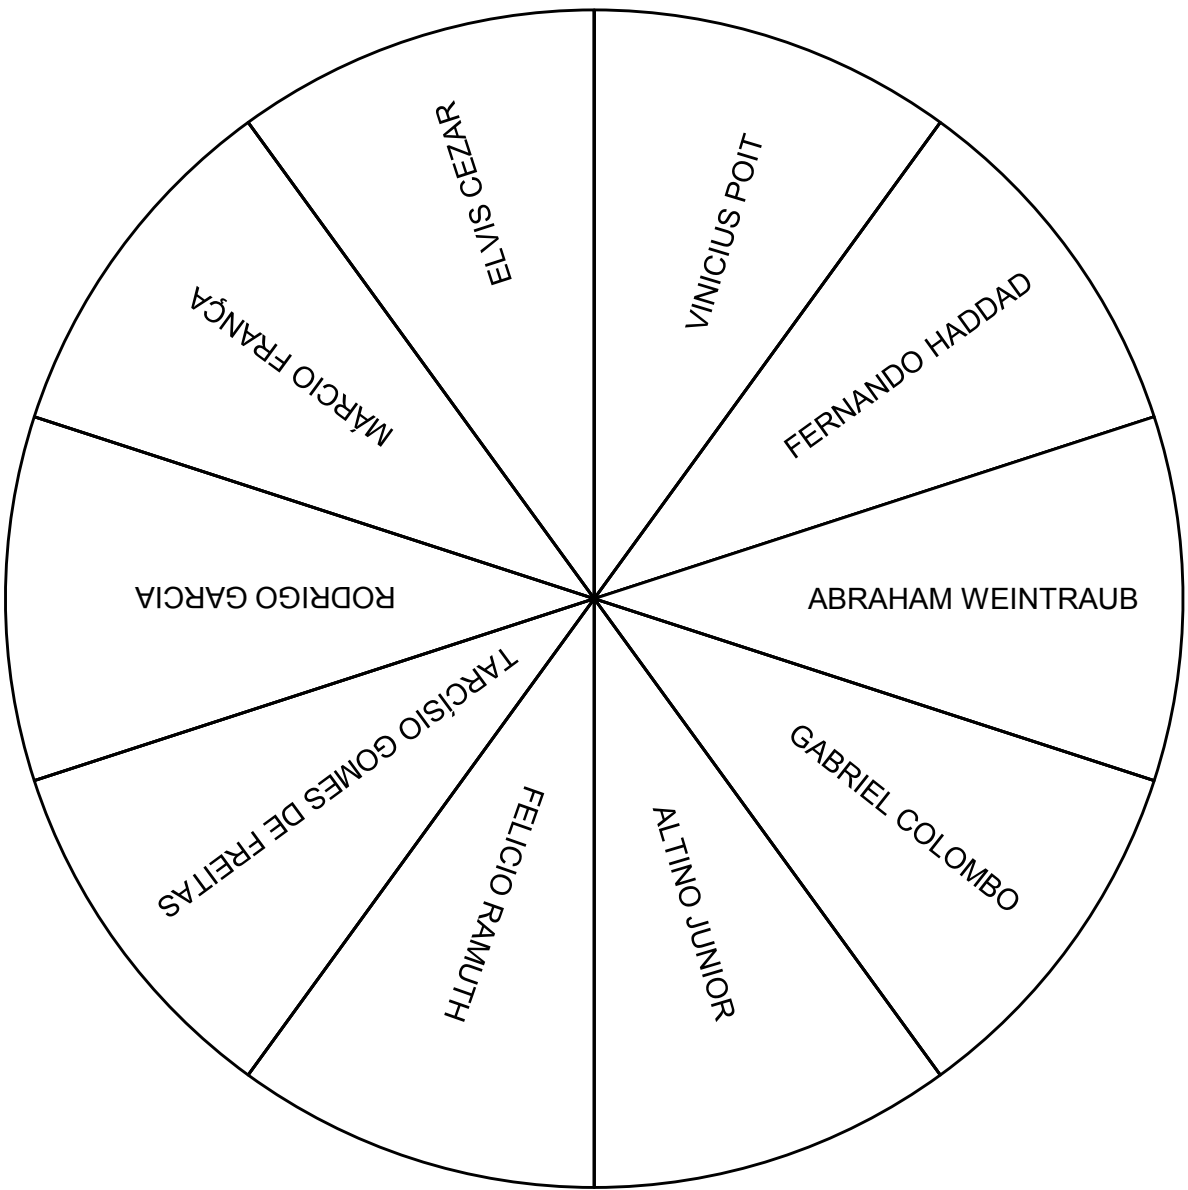 VINICIUS POIT
FERNANDO HADDAD
ABRAHAM WEINTRAUB
GABRIEL COLOMBO
ALTINO JUNIOR
FELICIO RAMUTH
TARCÍSIO GOMES DE FREITAS
RODRIGO GARCIA
MÁRCIO FRANÇA
ELVIS CEZAR